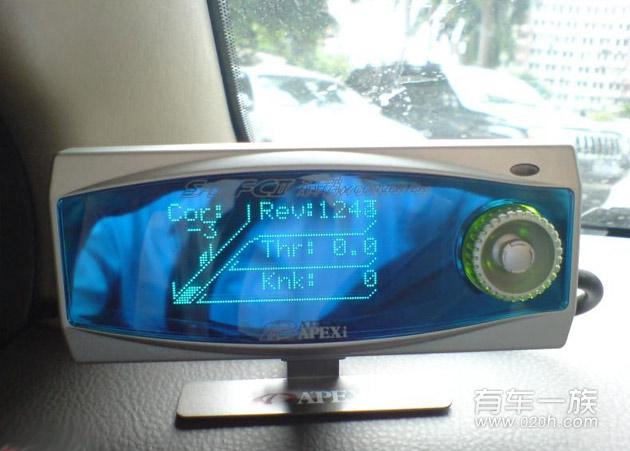 Cor:
-3
Rev:1243
Thr: 0.0
Knk: 0
APEXi
APEX
有车一族
www.020h.com